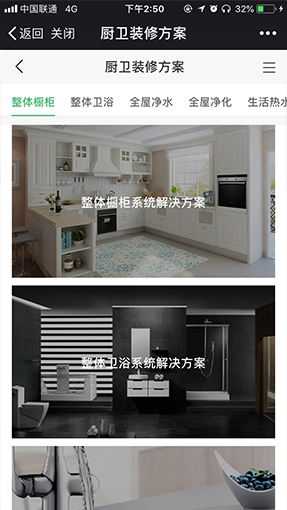 中国联通 4G 下午2:50 32%
返回 关闭 厨卫装修方案
厨卫装修方案
整体橱柜 整体卫浴 全屋净水 全屋净化 生活热水
整体橱柜系统解决方案
整体卫浴系统解决方案